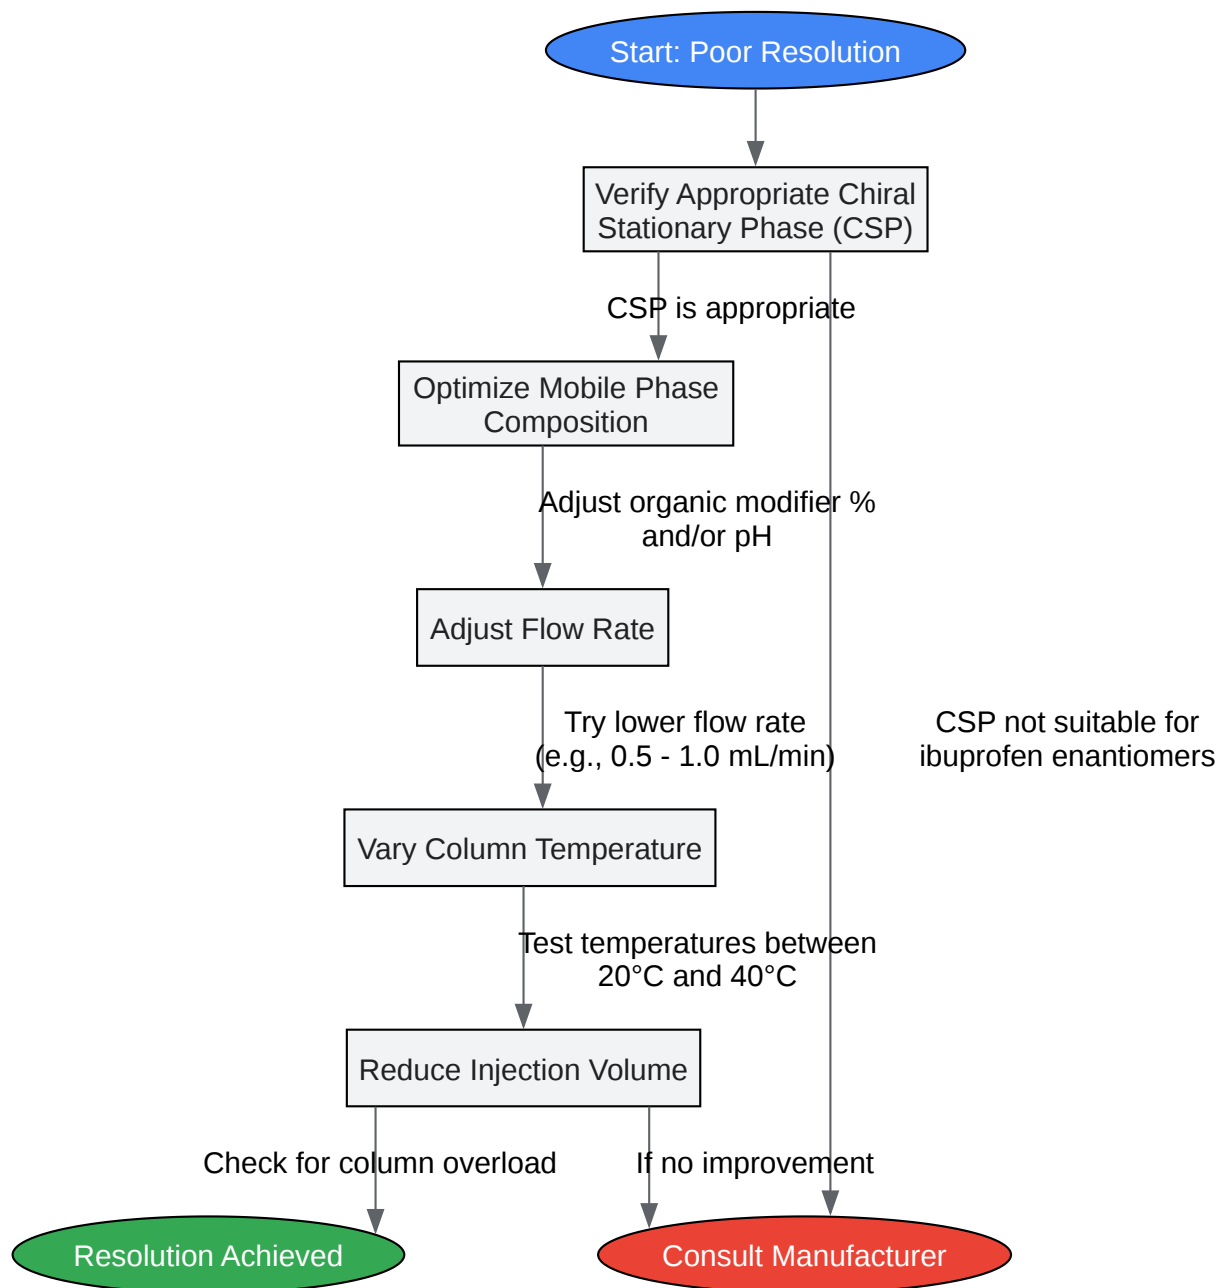 Start: Poor Resolution
Verify Appropriate Chiral
Stationary Phase (CSP)
CSP is appropriate
Optimize Mobile Phase
Composition
Adjust organic modifier %
and/or pH
Adjust Flow Rate
Try lower flow rate
(e.g., 0.5 - 1.0 mL/min)
CSP not suitable for
ibuprofen enantiomers
Vary Column Temperature
Test temperatures between
20°C and 40°C
Reduce Injection Volume
Check for column overload
If no improvement
Resolution Achieved
Consult Manufacturer